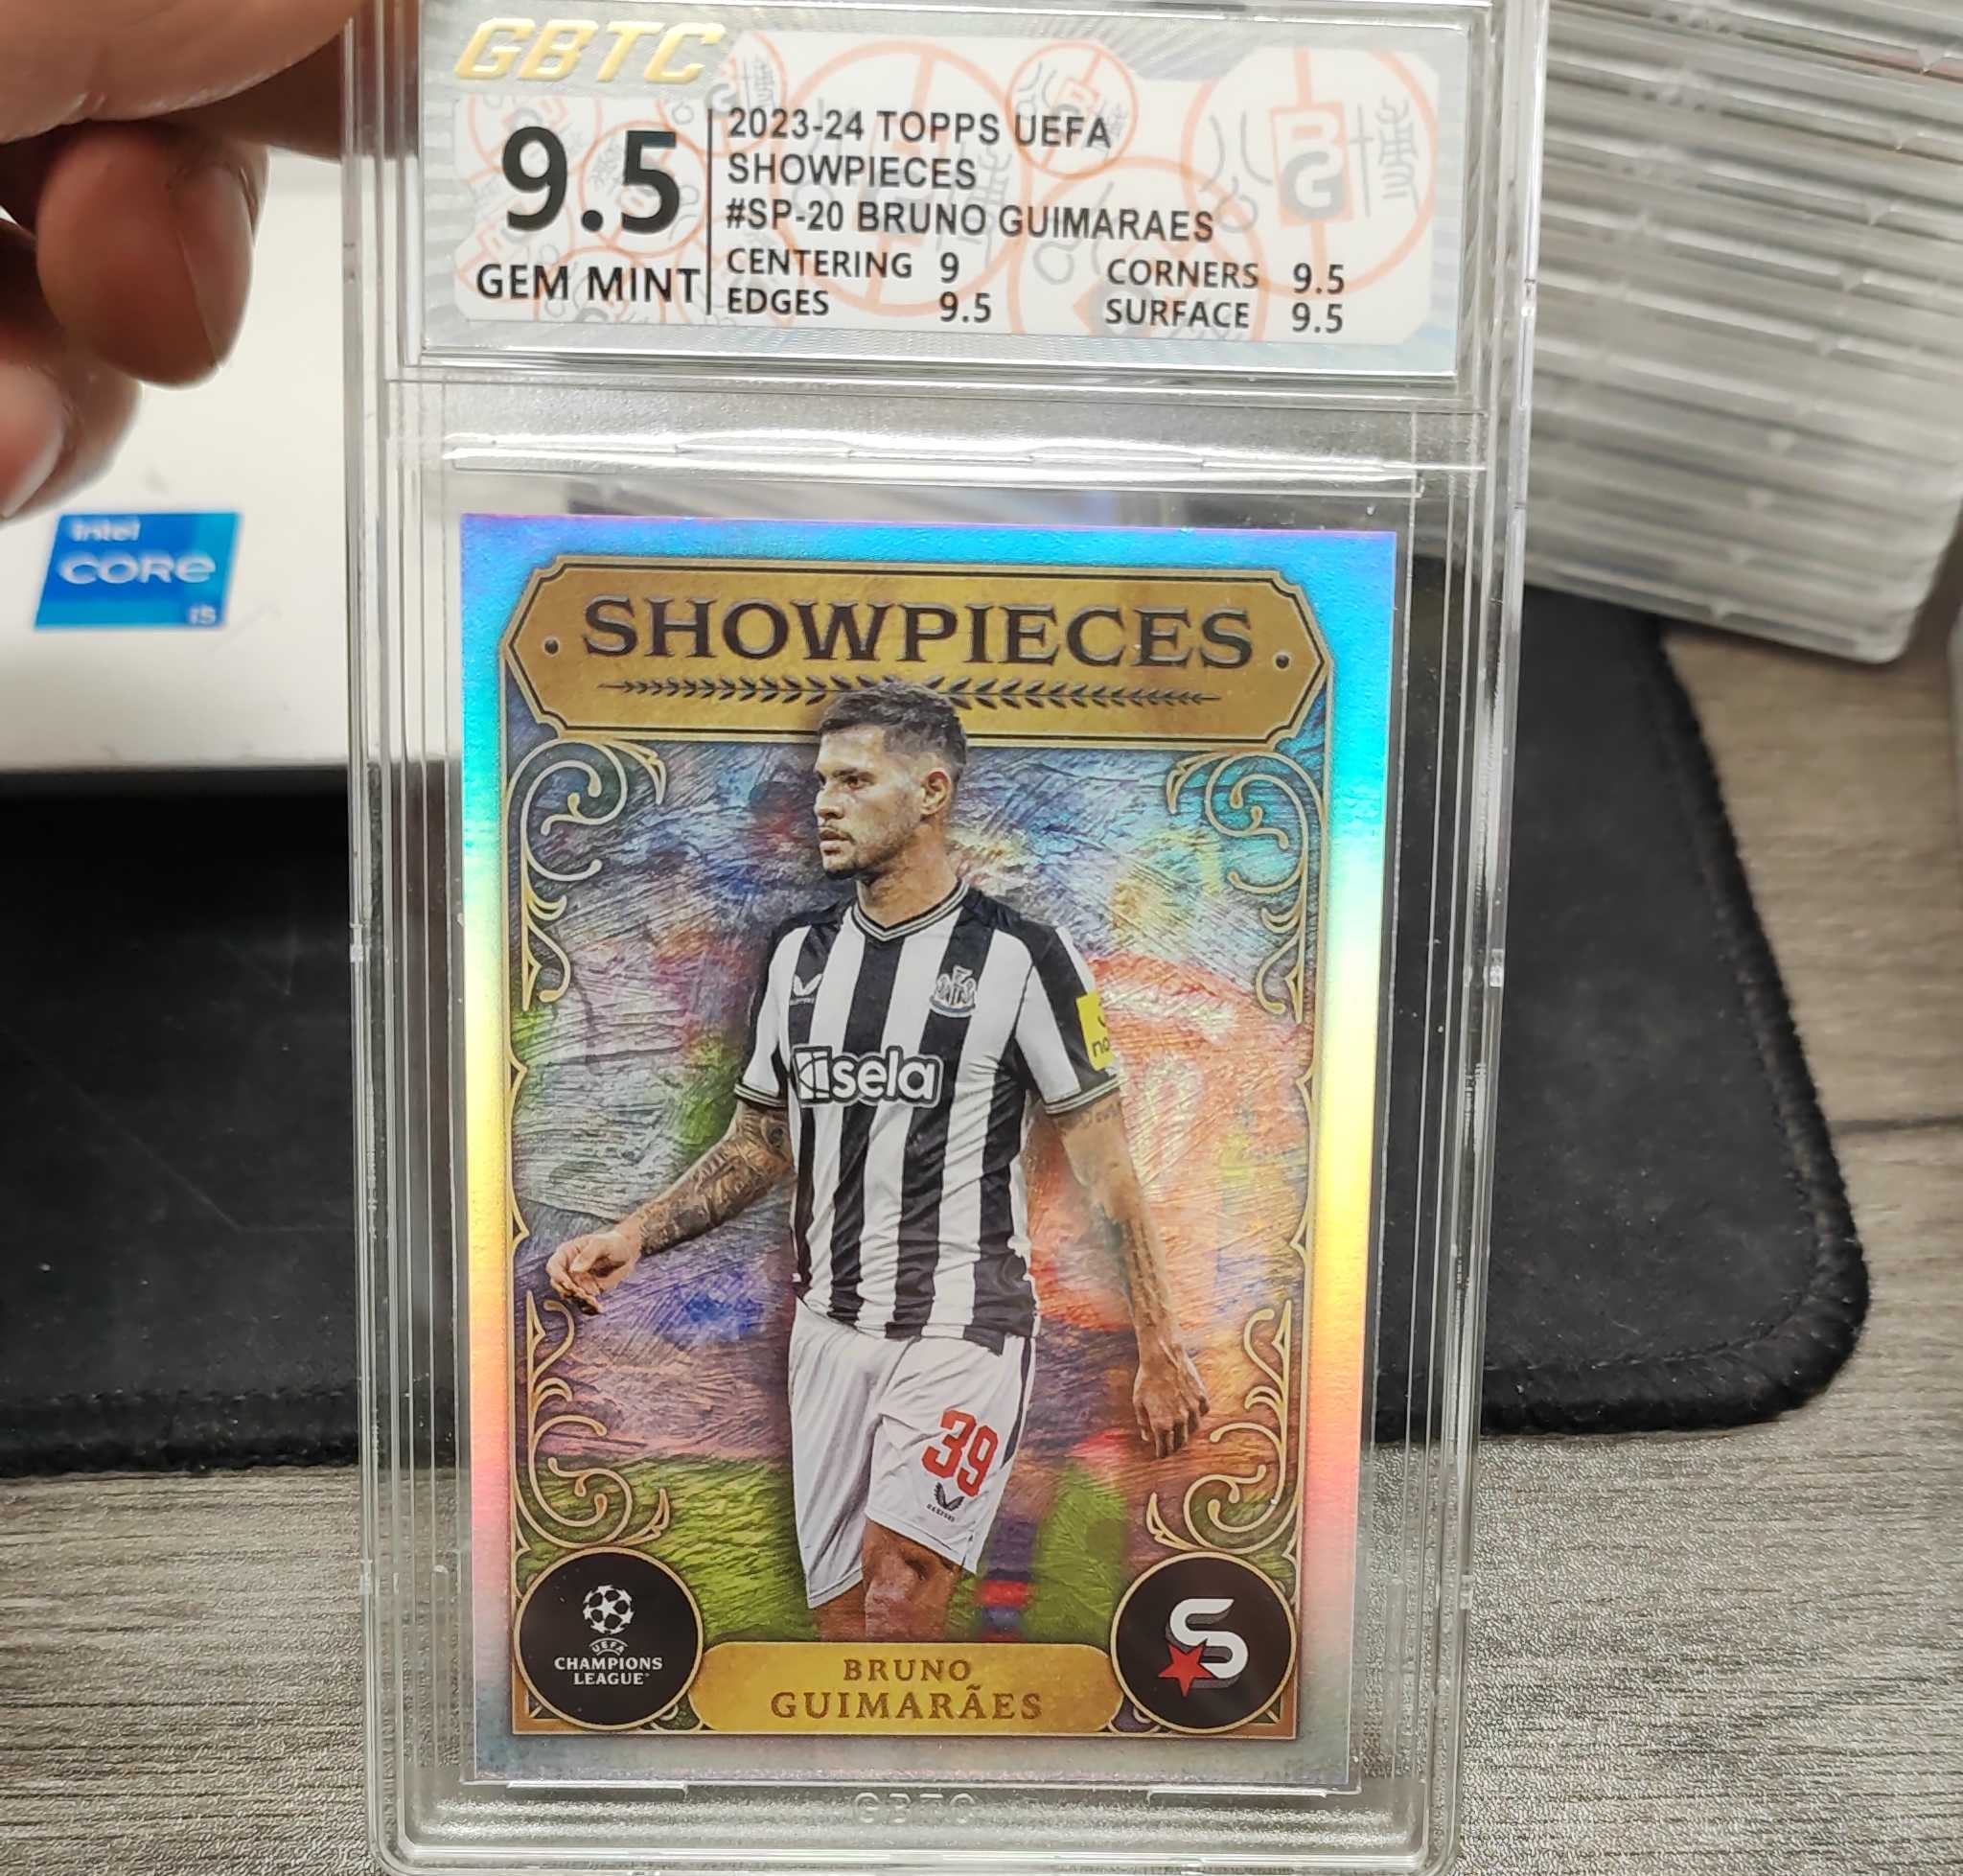 GBTC
9.5
GEM MINT
2023-24 TOPPS UEFA
SHOWPIECES
#SP-20 BRUNO GUIMARAES
CENTERING 9
CORNERS 9.5
EDGES 9.5
SURFACE 9.5
intel
CORE
i5
SHOWPIECES
sela
39
CASTORE
UEFA
CHAMPIONS
LEAGUE
BRUNO
GUIMARÃES
S
GBTC